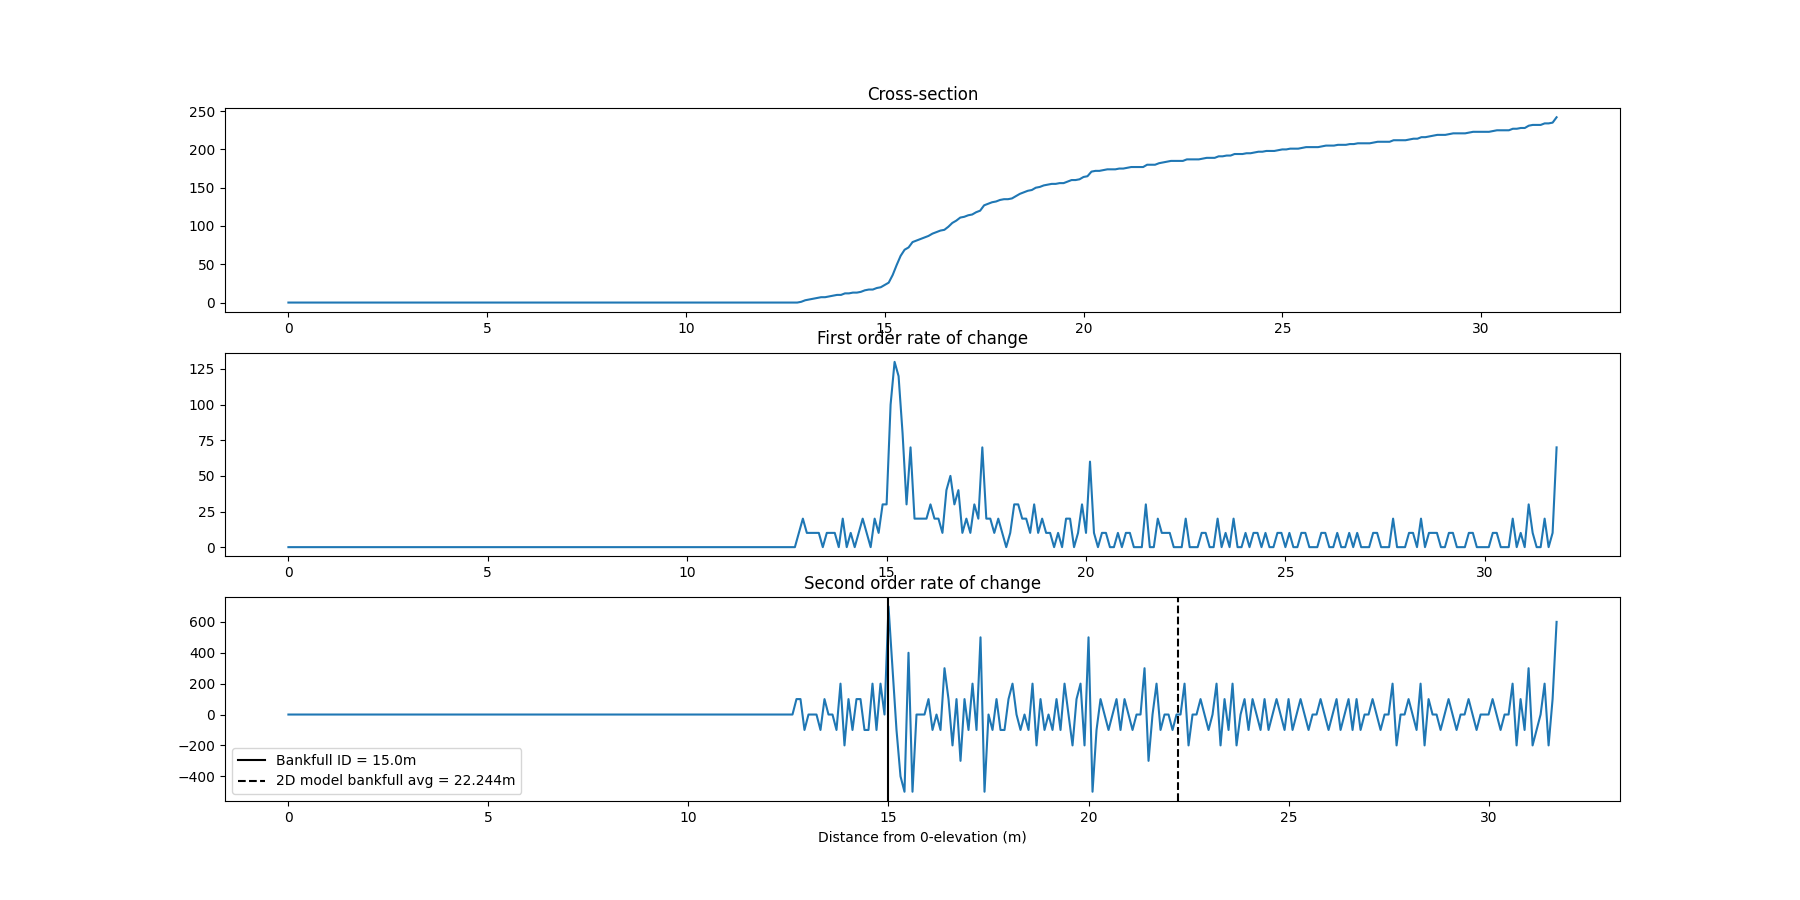 Cross-section
250
200
150
100
50
0
0 5 10 15 20 25 30
First order rate of change
125
100
75
50
25
0
0 5 10 15 20 25 30
Second order rate of change
600
400
200
0
−200
−400
Bankfull ID = 15.0m
2D model bankfull avg = 22.244m
0 5 10 15 20 25 30
Distance from 0-elevation (m)